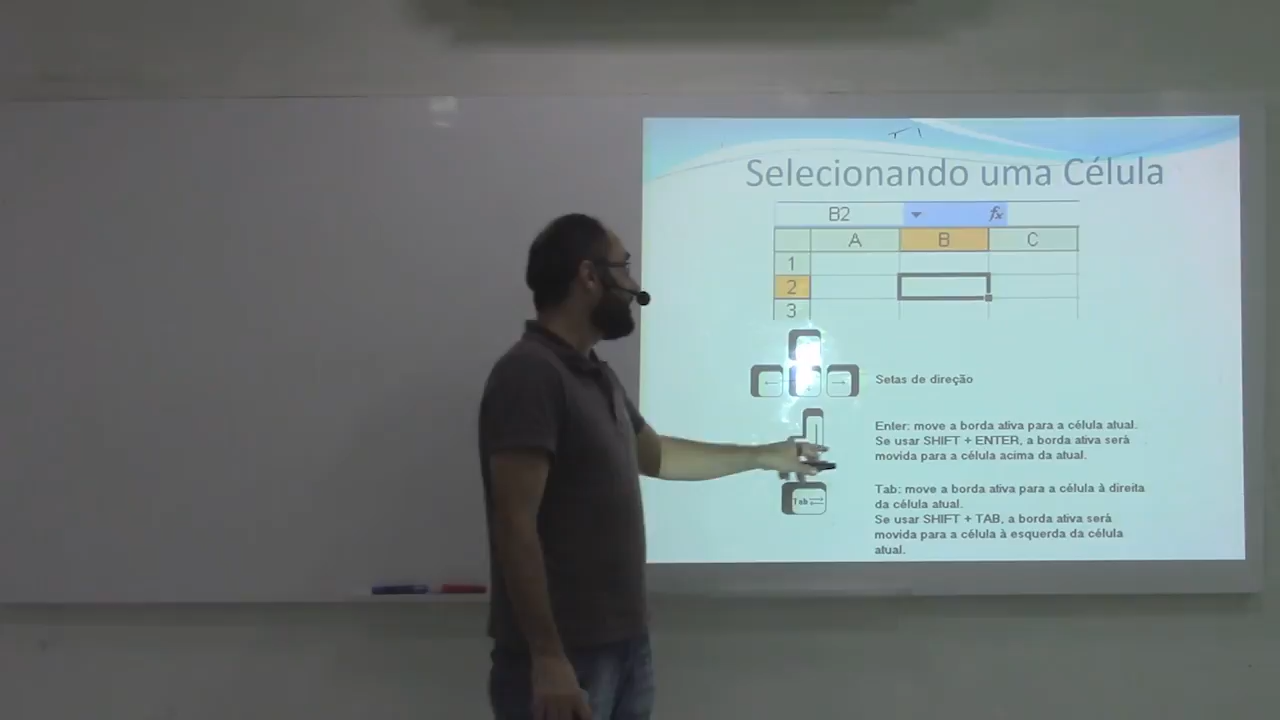 Selecionando uma Célula
B2 fx
A B C
1
2
3
← →
Setas de direção
Enter: move a borda ativa para a célula atual.
Se usar SHIFT + ENTER, a borda ativa será
movida para a célula acima da atual.
Tab
Tab: move a borda ativa para a célula à direita
da célula atual.
Se usar SHIFT + TAB, a borda ativa será
movida para a célula à esquerda da célula
atual.